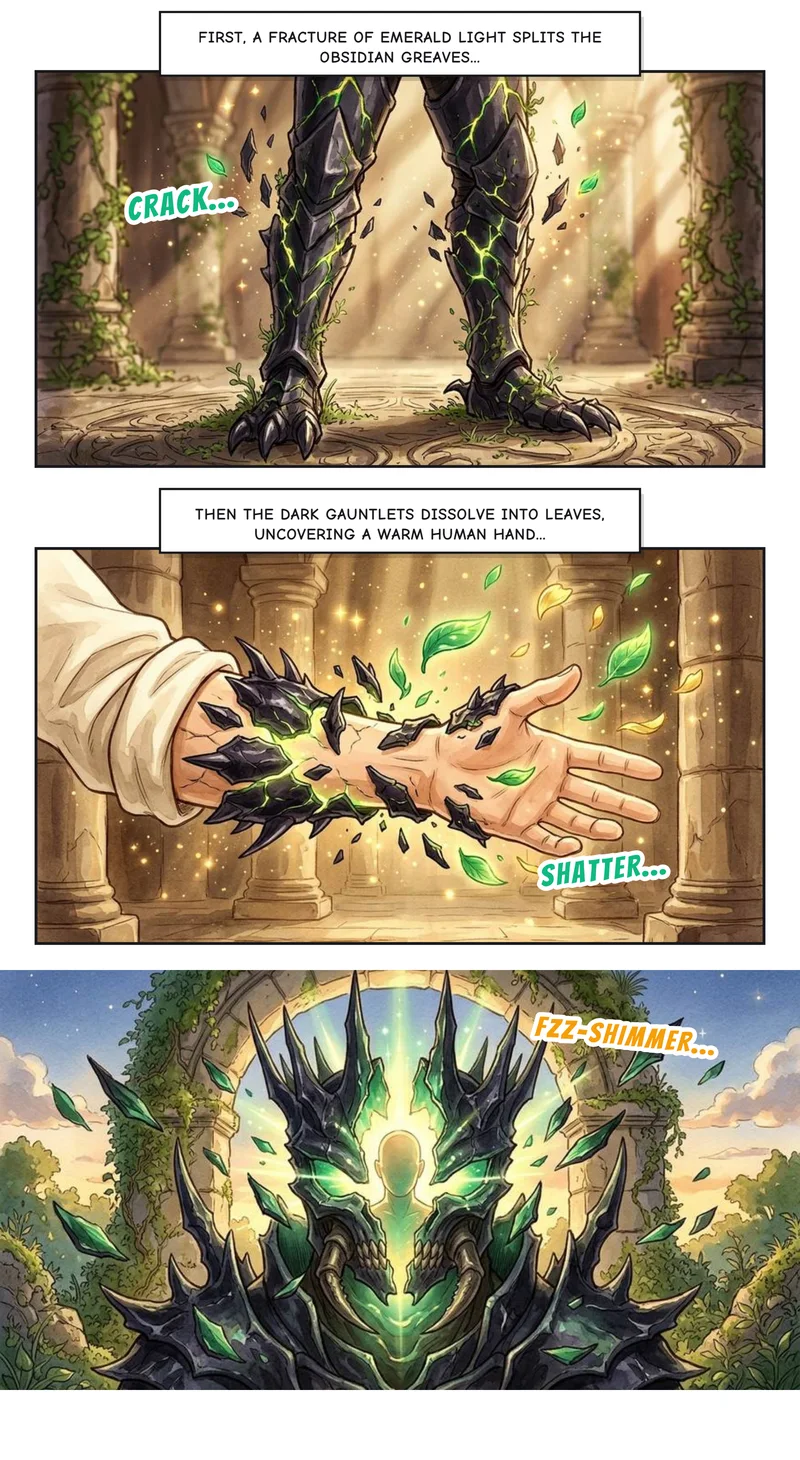 FIRST, A FRACTURE OF EMERALD LIGHT SPLITS THE
OBSIDIAN GREAVES...
CRACK...
THEN THE DARK GAUNTLETS DISSOLVE INTO LEAVES,
UNCOVERING A WARM HUMAN HAND...
SHATTER...
FZZ-SHIMMER...